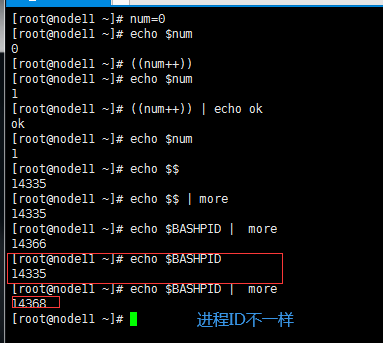 [root@node11 ~]# num=0
[root@node11 ~]# echo $num
0
[root@node11 ~]# ((num++))
[root@node11 ~]# echo $num
1
[root@node11 ~]# ((num++)) | echo ok
ok
[root@node11 ~]# echo $num
1
[root@node11 ~]# echo $$
14335
[root@node11 ~]# echo $$ | more
14335
[root@node11 ~]# echo $BASHPID |  more
14366
[root@node11 ~]# echo $BASHPID
14335
[root@node11 ~]# echo $BASHPID |  more
14368
[root@node11 ~]# 进程ID不一样